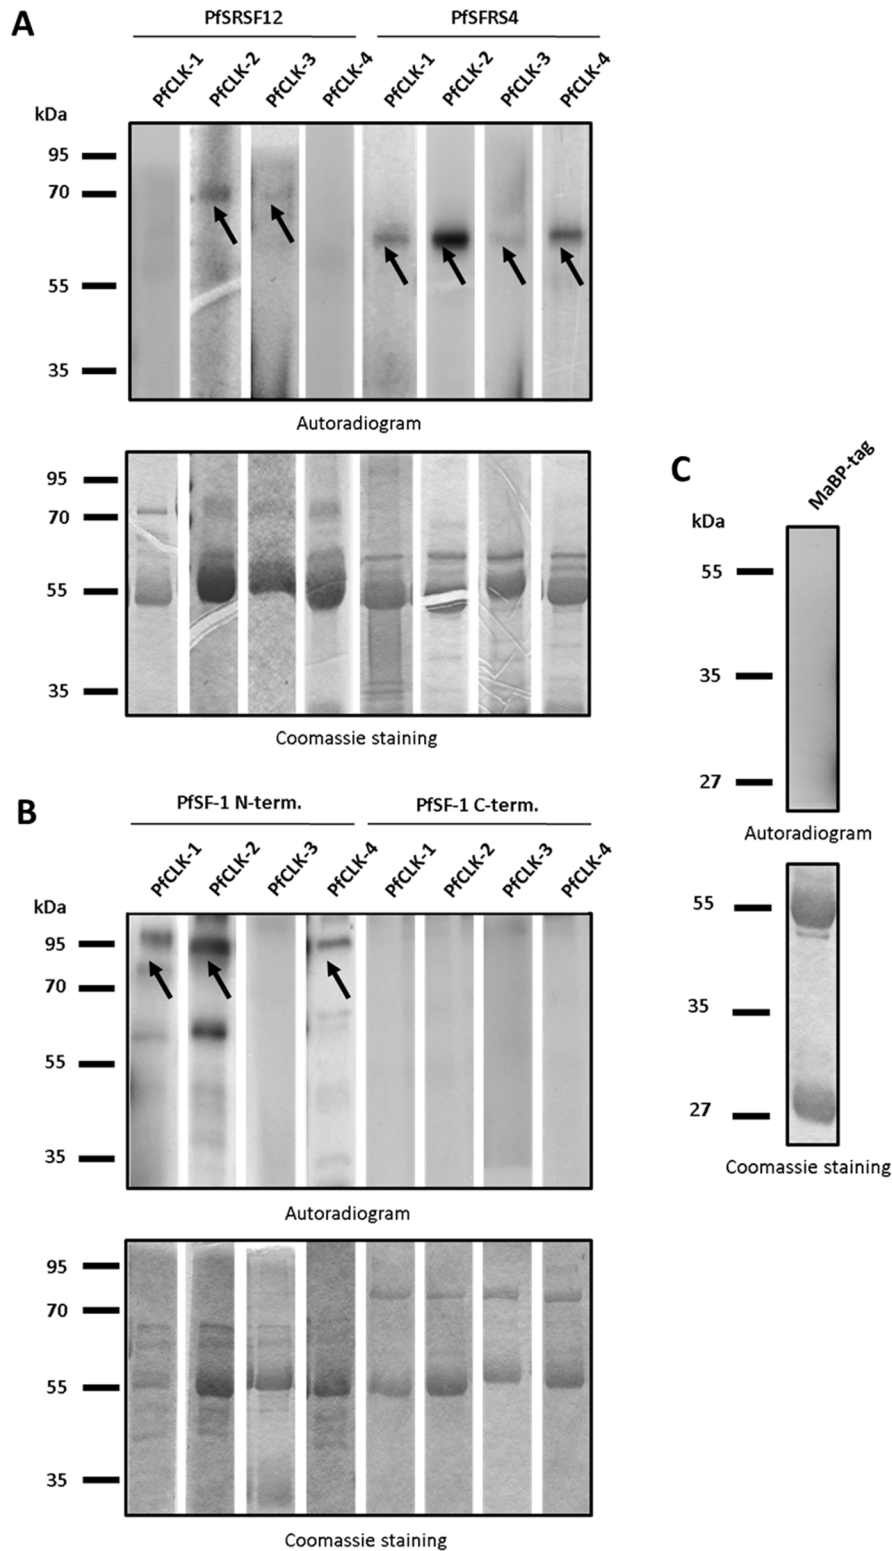 A
PfSRSF12 PfSFRS4
PfCLK-1 PfCLK-2 PfCLK-3 PfCLK-4 PfCLK-1 PfCLK-2 PfCLK-3 PfCLK-4
kDa
95
70
55
35
Autoradiogram
95
70
55
35
Coomassie staining
B
PfSF-1 N-term. PfSF-1 C-term.
PfCLK-1 PfCLK-2 PfCLK-3 PfCLK-4 PfCLK-1 PfCLK-2 PfCLK-3 PfCLK-4
kDa
95
70
55
35
Autoradiogram
95
70
55
35
Coomassie staining
C
MaBP-tag
kDa
55
35
27
Autoradiogram
55
35
27
Coomassie staining